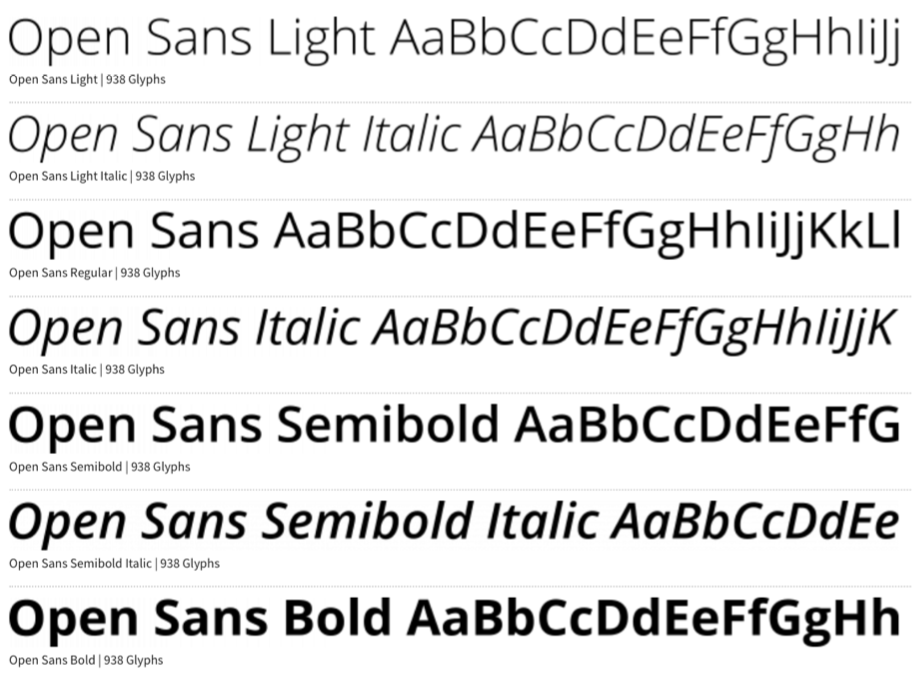 Open Sans Light AaBbCcDdEeFfGgHhIiJj
Open Sans Light | 938 Glyphs
Open Sans Light Italic AaBbCcDdEeFfGgHh
Open Sans Light Italic | 938 Glyphs
Open Sans AaBbCcDdEeFfGgHhIiJjKkLl
Open Sans Regular | 938 Glyphs
Open Sans Italic AaBbCcDdEeFfGgHhIiJjK
Open Sans Italic | 938 Glyphs
Open Sans Semibold AaBbCcDdEeFfG
Open Sans Semibold | 938 Glyphs
Open Sans Semibold Italic AaBbCcDdEe
Open Sans Semibold Italic | 938 Glyphs
Open Sans Bold AaBbCcDdEeFfGgHh
Open Sans Bold | 938 Glyphs